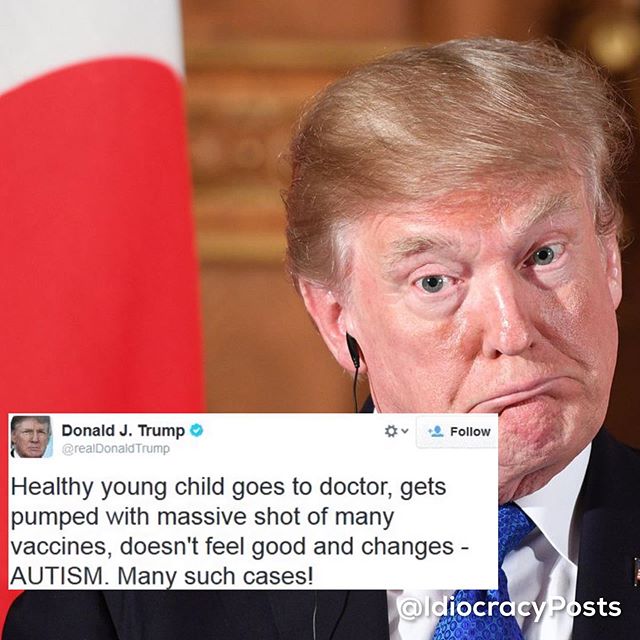 Donald J. Trump
@realDonaldTrump
Follow
Healthy young child goes to doctor, gets
pumped with massive shot of many
vaccines, doesn't feel good and changes -
AUTISM. Many such cases!
@IdiocracyPosts